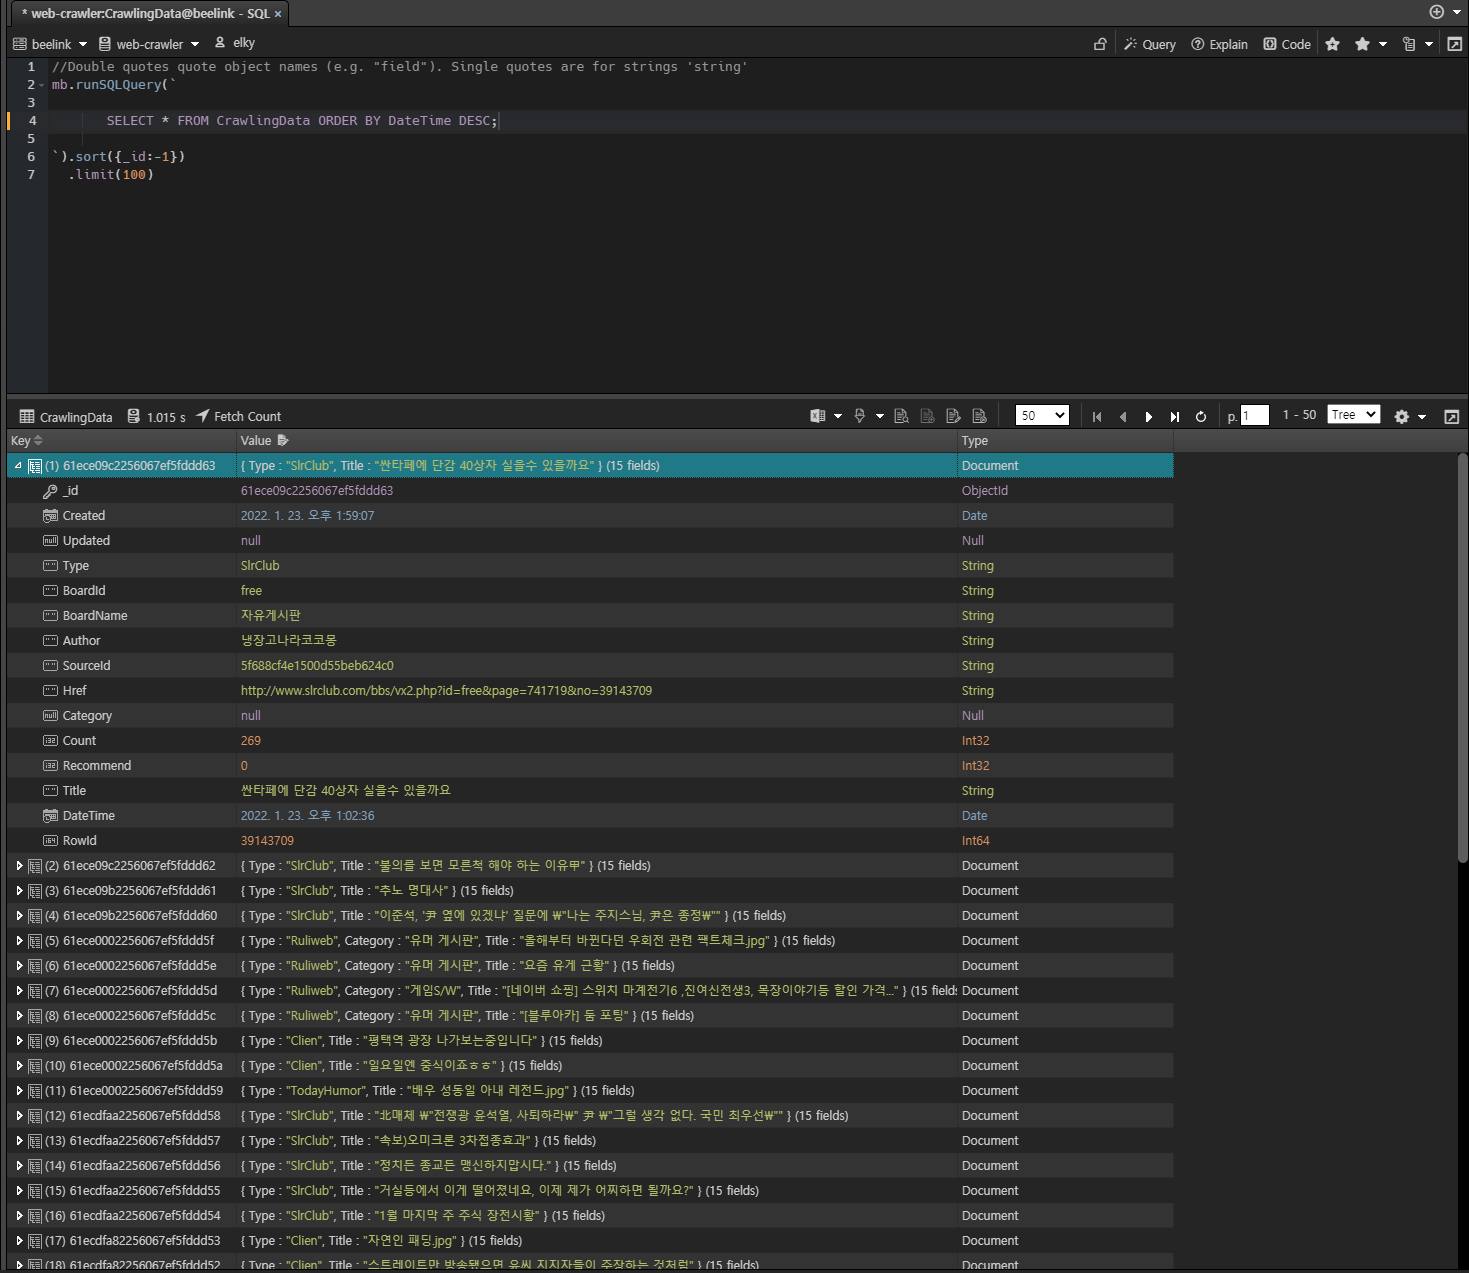 * web-crawler:CrawlingData@beelink - SQL ×
beelink web-crawler elky Query Explain Code
1 //Double quotes quote object names (e.g. "field"). Single quotes are for strings 'string'
2 mb.runSQLQuery(`
3
4 SELECT * FROM CrawlingData ORDER BY DateTime DESC;
5
6 `).sort({_id:-1})
7 .limit(100)
CrawlingData 1.015 s Fetch Count 50 p. 1 1 - 50 Tree
Key Value Type
(1) 61ece09c2256067ef5fddd63 { Type : "SlrClub", Title : "싼타페에 단감 40상자 실을수 있을까요" } (15 fields) Document
_id 61ece09c2256067ef5fddd63 ObjectId
Created 2022. 1. 23. 오후 1:59:07 Date
Updated null Null
Type SlrClub String
BoardId free String
BoardName 자유게시판 String
Author 냉장고나라코코몽 String
SourceId 5f688cf4e1500d55beb624c0 String
Href http://www.slrclub.com/bbs/vx2.php?id=free&page=741719&no=39143709 String
Category null Null
Count 269 Int32
Recommend 0 Int32
Title 싼타페에 단감 40상자 실을수 있을까요 String
DateTime 2022. 1. 23. 오후 1:02:36 Date
RowId 39143709 Int64
(2) 61ece09c2256067ef5fddd62 { Type : "SlrClub", Title : "불의를 보면 모른척 해야 하는 이유甲" } (15 fields) Document
(3) 61ece09b2256067ef5fddd61 { Type : "SlrClub", Title : "추노 명대사" } (15 fields) Document
(4) 61ece09b2256067ef5fddd60 { Type : "SlrClub", Title : "이준석, '尹 옆에 있겠냐' 질문에 ₩"나는 주지스님, 尹은 종정₩"" } (15 fields) Document
(5) 61ece0002256067ef5fddd5f { Type : "Ruliweb", Category : "유머 게시판", Title : "올해부터 바뀐다던 우회전 관련 팩트체크.jpg" } (15 fields) Document
(6) 61ece0002256067ef5fddd5e { Type : "Ruliweb", Category : "유머 게시판", Title : "요즘 유게 근황" } (15 fields) Document
(7) 61ece0002256067ef5fddd5d { Type : "Ruliweb", Category : "게임S/W", Title : "[네이버 쇼핑] 스위치 마계전기6 ,진여신전생3, 목장이야기등 할인 가격..." } (15 fields Document
(8) 61ece0002256067ef5fddd5c { Type : "Ruliweb", Category : "유머 게시판", Title : "[블루아카] 둠 포팅" } (15 fields) Document
(9) 61ece0002256067ef5fddd5b { Type : "Clien", Title : "평택역 광장 나가보는중입니다" } (15 fields) Document
(10) 61ece0002256067ef5fddd5a { Type : "Clien", Title : "일요일엔 중식이죠ㅎㅎ" } (15 fields) Document
(11) 61ece0002256067ef5fddd59 { Type : "TodayHumor", Title : "배우 성동일 아내 레전드.jpg" } (15 fields) Document
(12) 61ecdfaa2256067ef5fddd58 { Type : "SlrClub", Title : "北매체 ₩"전쟁광 윤석열, 사퇴하라₩" 尹 ₩"그럴 생각 없다. 국민 최우선₩"" } (15 fields) Document
(13) 61ecdfaa2256067ef5fddd57 { Type : "SlrClub", Title : "속보)오미크론 3차접종효과" } (15 fields) Document
(14) 61ecdfaa2256067ef5fddd56 { Type : "SlrClub", Title : "정치든 종교든 맹신하지맙시다." } (15 fields) Document
(15) 61ecdfaa2256067ef5fddd55 { Type : "SlrClub", Title : "거실등에서 이게 떨어졌네요, 이제 제가 어찌하면 될까요?" } (15 fields) Document
(16) 61ecdfaa2256067ef5fddd54 { Type : "SlrClub", Title : "1월 마지막 주 주식 장전시황" } (15 fields) Document
(17) 61ecdfa82256067ef5fddd53 { Type : "Clien", Title : "자연인 패딩.jpg" } (15 fields) Document
(18) 61ecdfa82256067ef5fddd52 { Type : "Clien", Title : "스트레이트만 방송됐으면 유씨 지지자들이 주장하는 것처럼" } (15 fields) Document